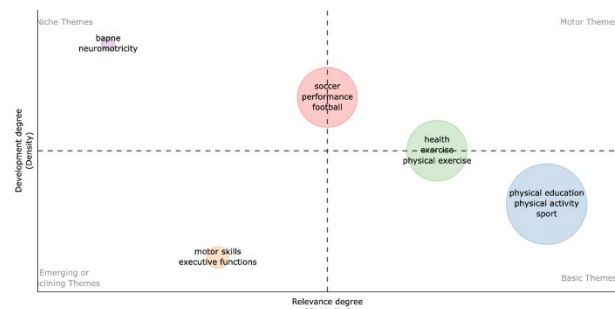 Niche Themes
Motor Themes
bapne
neuromotricity
soccer
performance
football
health
exercise
physical exercise
physical education
physical activity
sport
motor skills
executive functions
Emerging or
Themes
Basic Themes
Development degree
(Density)
Relevance degree